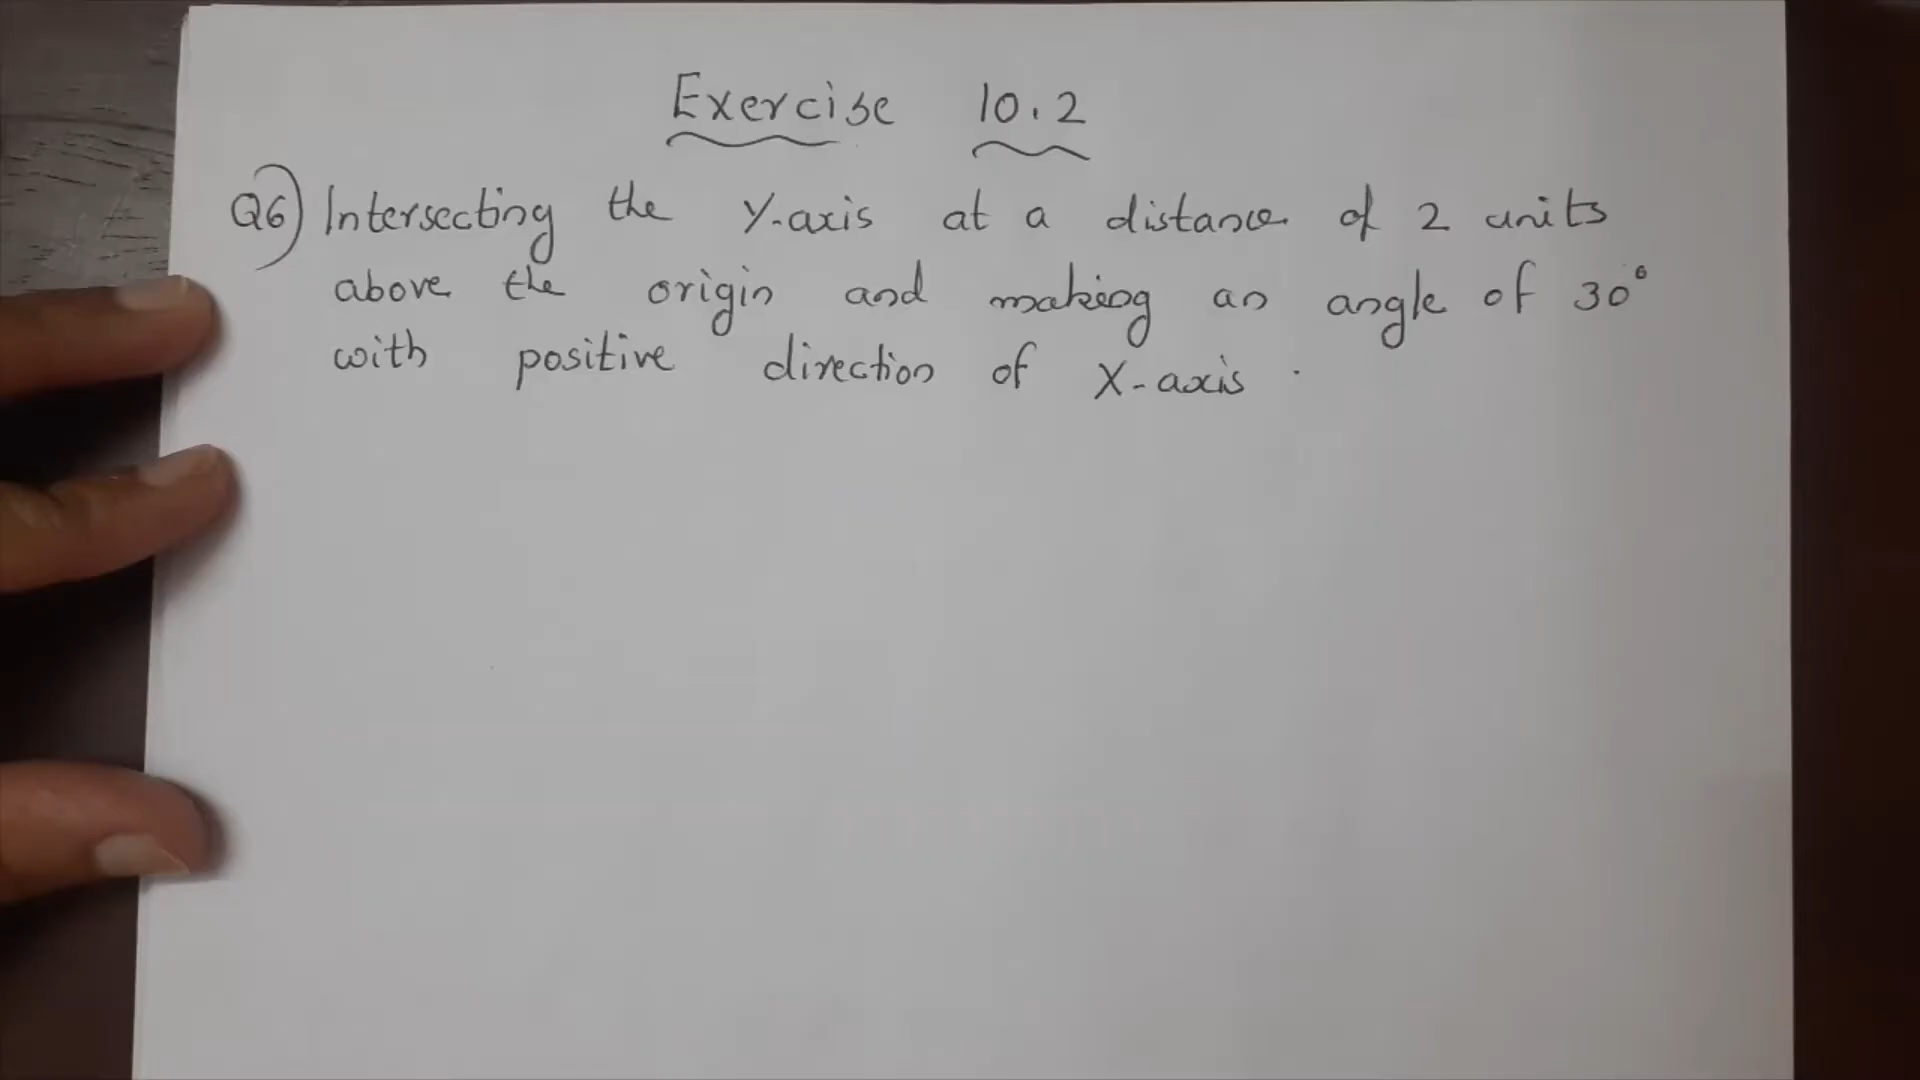 Exercise 10.2
Q6) Intersecting the Y-axis at a distance of 2 units
above the origin and making an angle of 30°
with positive direction of X-axis.